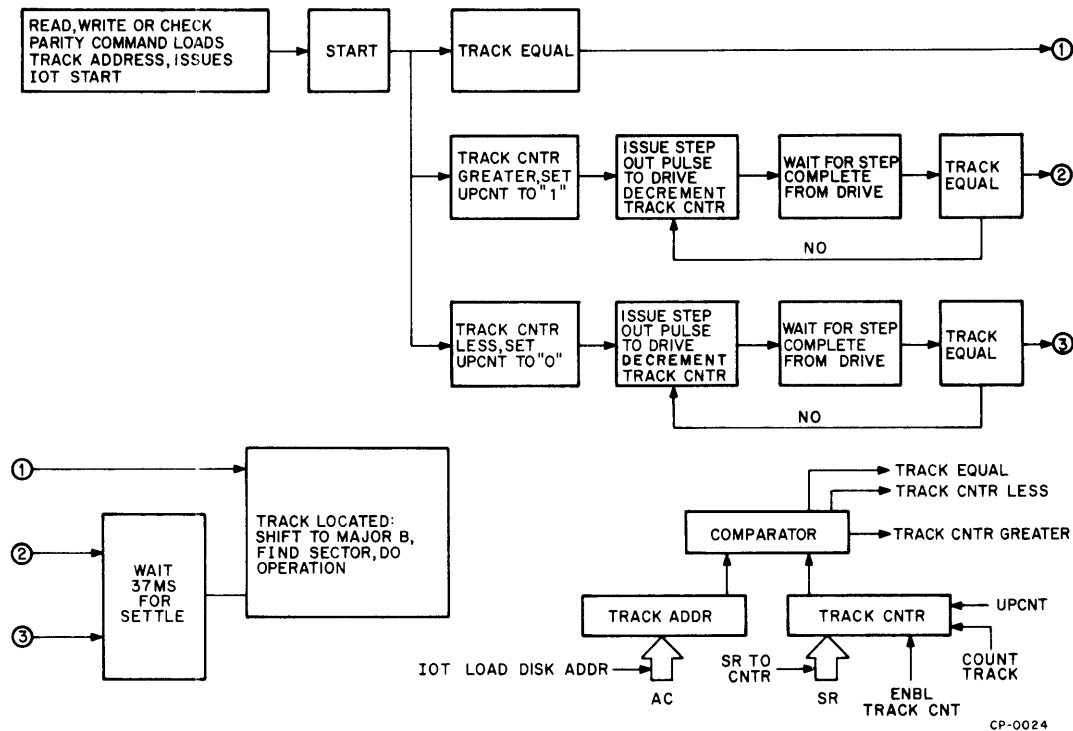 READ, WRITE OR CHECK
PARITY COMMAND LOADS
TRACK ADDRESS, ISSUES
IOT START
START
TRACK EQUAL
1
TRACK CNTR
GREATER, SET
UPCNT TO "1"
ISSUE STEP
OUT PULSE
TO DRIVE
DECREMENT
TRACK CNTR
WAIT FOR STEP
COMPLETE
FROM DRIVE
TRACK
EQUAL
2
NO
TRACK CNTR
LESS, SET
UPCNT TO "0"
ISSUE STEP
OUT PULSE
TO DRIVE
DECREMENT
TRACK CNTR
WAIT FOR STEP
COMPLETE
FROM DRIVE
TRACK
EQUAL
3
NO
1
2
3
WAIT
37MS
FOR
SETTLE
TRACK LOCATED:
SHIFT TO MAJOR B,
FIND SECTOR, DO
OPERATION
TRACK EQUAL
TRACK CNTR LESS
TRACK CNTR GREATER
COMPARATOR
TRACK ADDR
TRACK CNTR
UPCNT
COUNT
TRACK
IOT LOAD DISK ADDR
AC
SR TO
CNTR
SR
ENBL
TRACK CNT
CP-0024